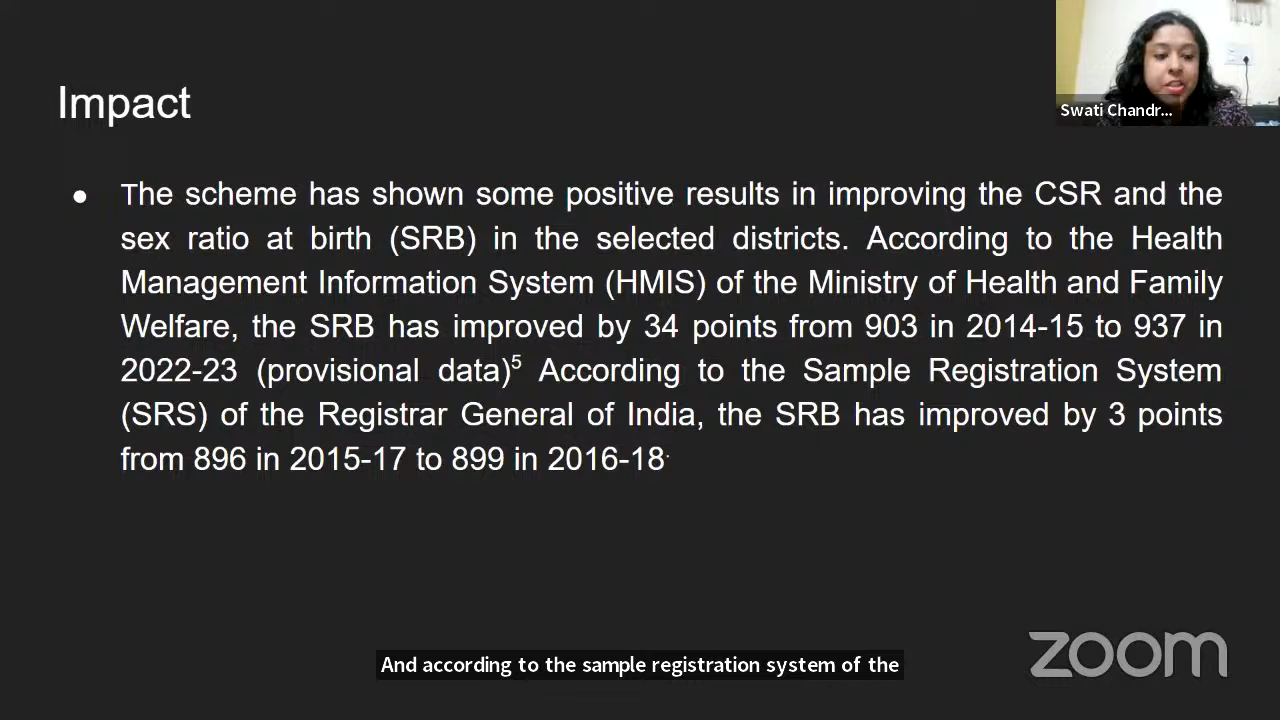 Impact
Swati Chandr...
● The scheme has shown some positive results in improving the CSR and the
sex ratio at birth (SRB) in the selected districts. According to the Health
Management Information System (HMIS) of the Ministry of Health and Family
Welfare, the SRB has improved by 34 points from 903 in 2014-15 to 937 in
2022-23 (provisional data)⁵ According to the Sample Registration System
(SRS) of the Registrar General of India, the SRB has improved by 3 points
from 896 in 2015-17 to 899 in 2016-18.
And according to the sample registration system of the
zoom